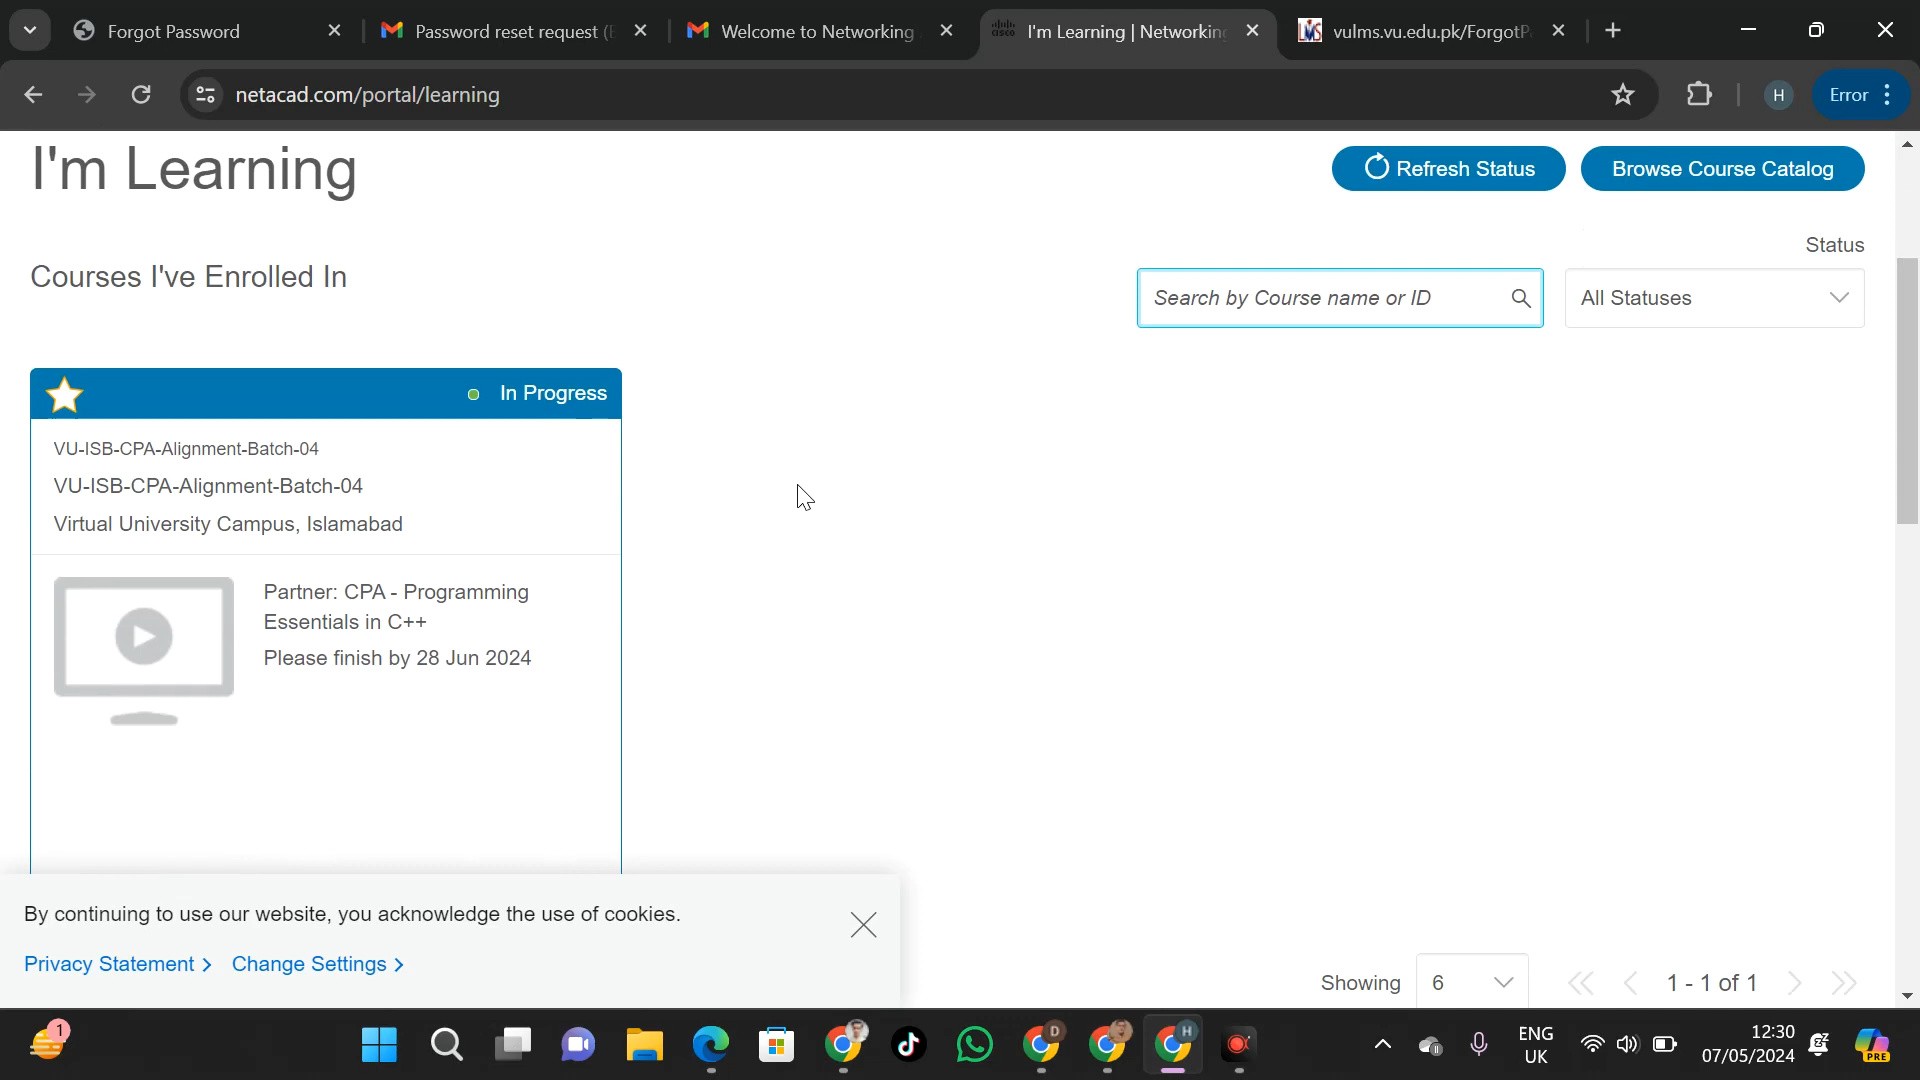 Forgot Password
Password reset request (
Welcome to Networking
I'm Learning | Networking
vulms.vu.edu.pk/ForgotP
netacad.com/portal/learning
H
Error
I'm Learning
Refresh Status
Browse Course Catalog
Status
Courses I've Enrolled In
Search by Course name or ID
All Statuses
In Progress
VU-ISB-CPA-Alignment-Batch-04
VU-ISB-CPA-Alignment-Batch-04
Virtual University Campus, Islamabad
Partner: CPA - Programming
Essentials in C++
Please finish by 28 Jun 2024
By continuing to use our website, you acknowledge the use of cookies.
Privacy Statement
Change Settings
Showing
6
1 - 1 of 1
1
D
H
ENG
UK
12:30
07/05/2024
PRE